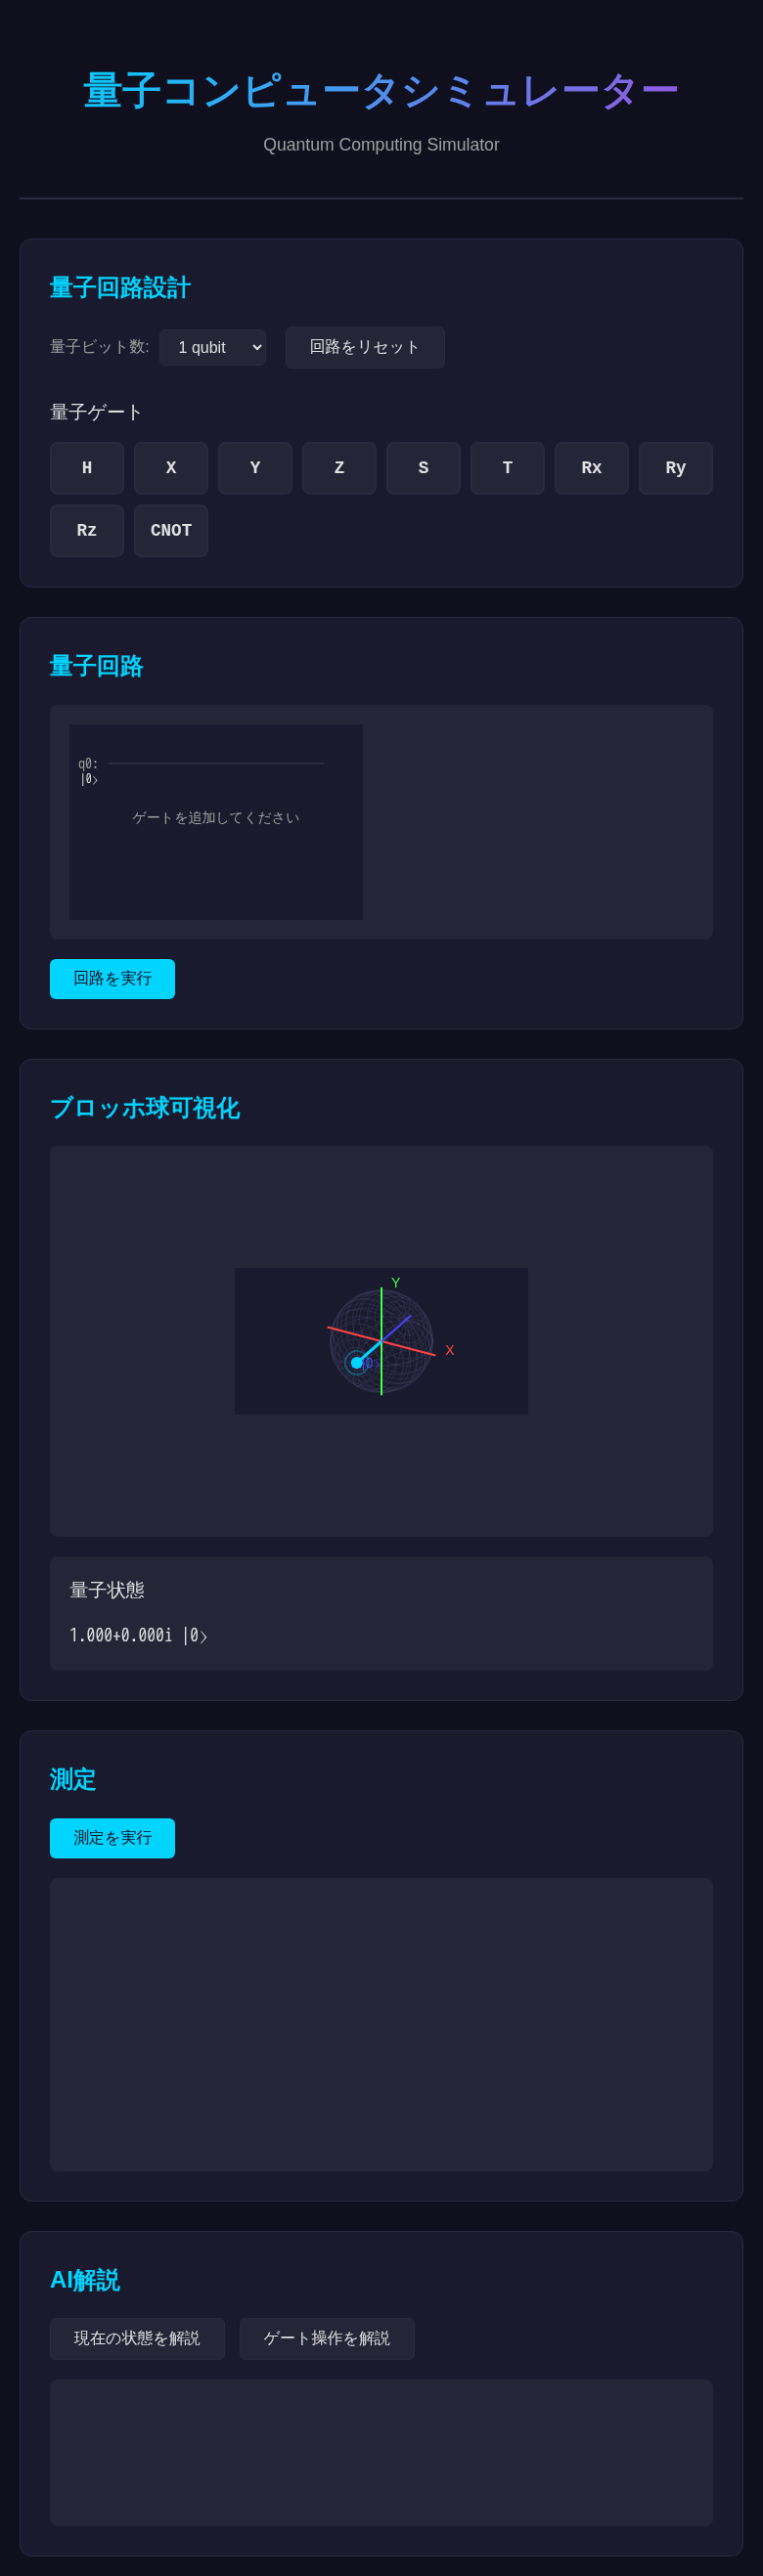 量子コンピュータシミュレーター
Quantum Computing Simulator
量子回路設計
量子ビット数: 1 qubit 回路をリセット
量子ゲート
H X Y Z S T Rx Ry
Rz CNOT
量子回路
q0:
|0⟩
ゲートを追加してください
回路を実行
ブロッホ球可視化
Y
X
|0⟩
量子状態
1.000+0.000i |0⟩
測定
測定を実行
AI解説
現在の状態を解説 ゲート操作を解説